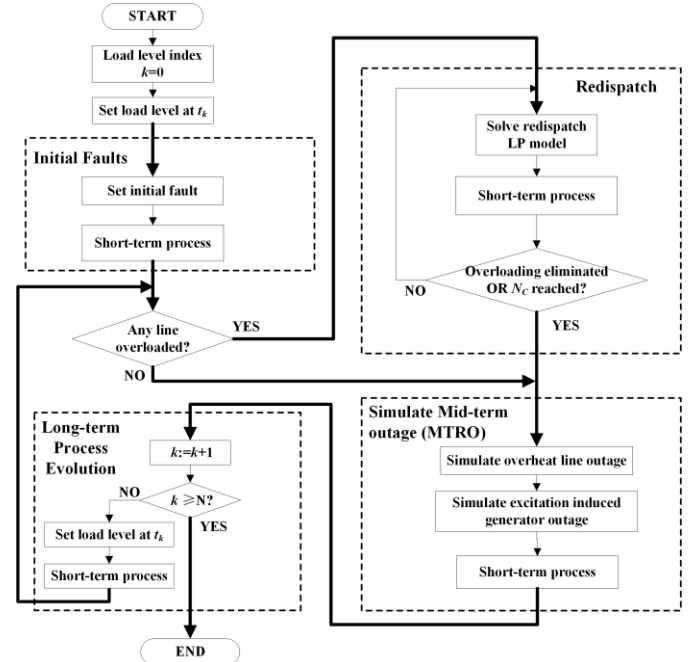 START
Load level index
k=0
Set load level at tk
Initial Faults
Set initial fault
Short-term process
Any line
overloaded?
YES
NO
Redispatch
Solve redispatch
LP model
Short-term process
Overloading eliminated
OR NC reached?
NO
YES
Simulate Mid-term
outage (MTRO)
Simulate overheat line outage
Simulate excitation induced
generator outage
Short-term process
Long-term
Process
Evolution
k:=k+1
k ≥N?
NO
YES
Set load level at tk
Short-term process
END